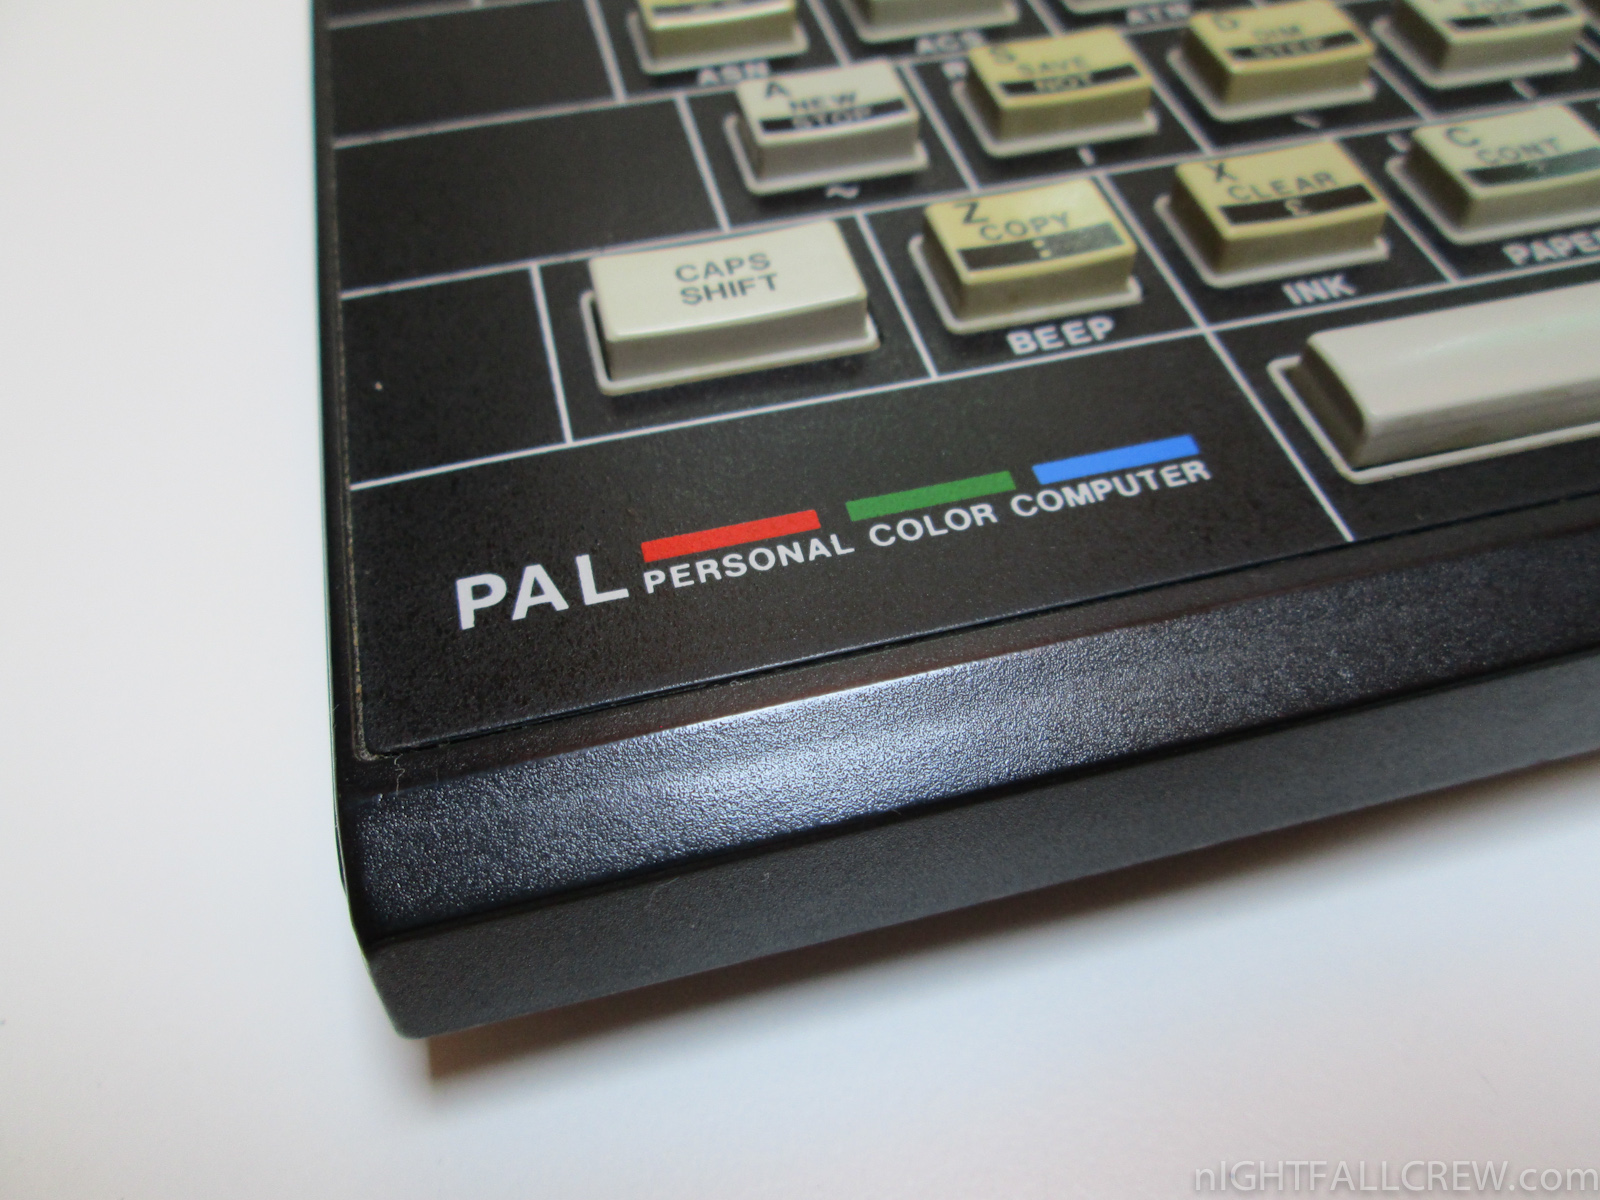 ASN
ACS
ATN
A
NEW
STOP
~
S
SAVE
NOT
|
D
DIM
STEP
\
CAPS
SHIFT
Z
COPY
:
BEEP
X
CLEAR
£
INK
C
CONT
?
PAPE
PAL PERSONAL COLOR COMPUTER
nIGHTFALLCREW.com